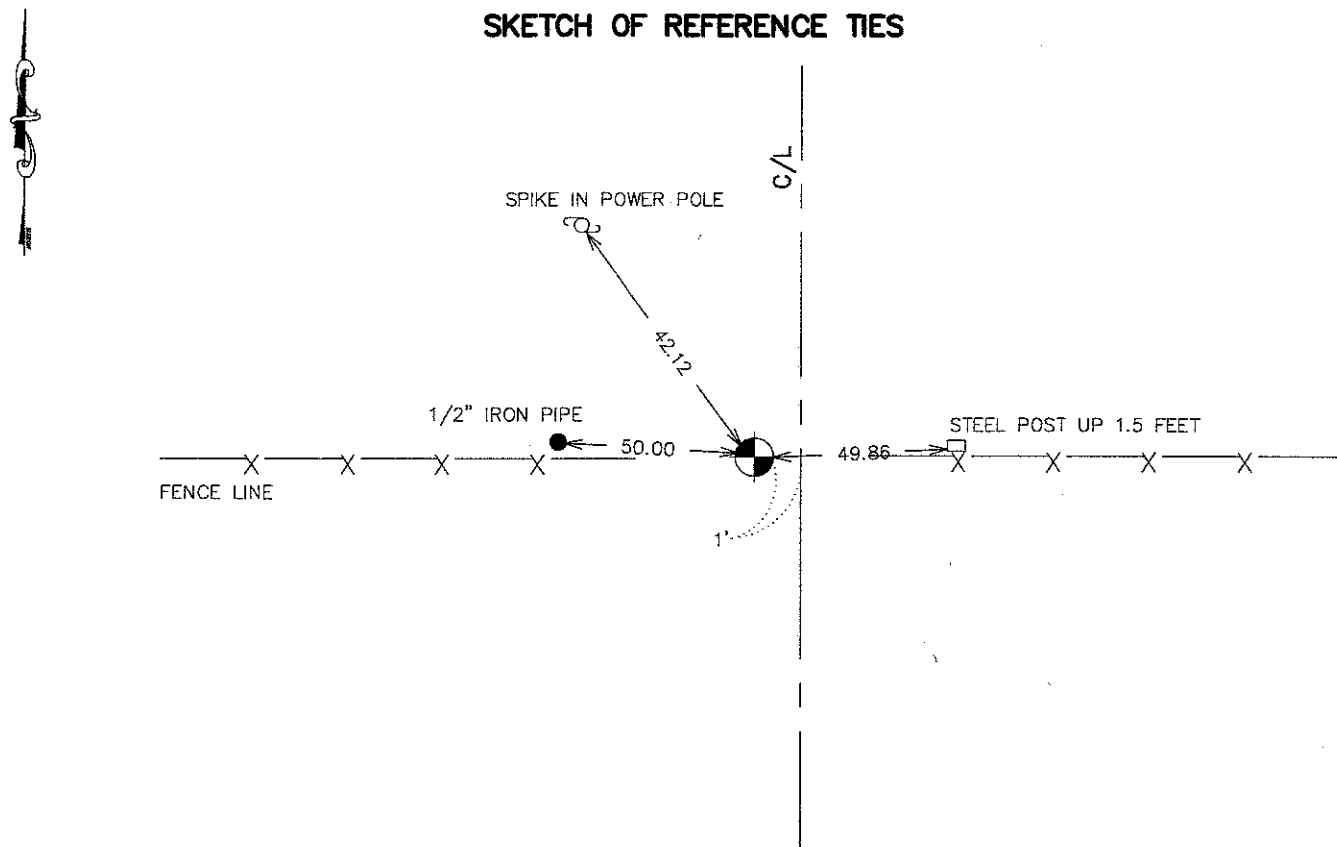 SKETCH OF REFERENCE TIES
C/L
SPIKE IN POWER POLE
42.12
1/2" IRON PIPE
STEEL POST UP 1.5 FEET
50.00
49.86
FENCE LINE
1'